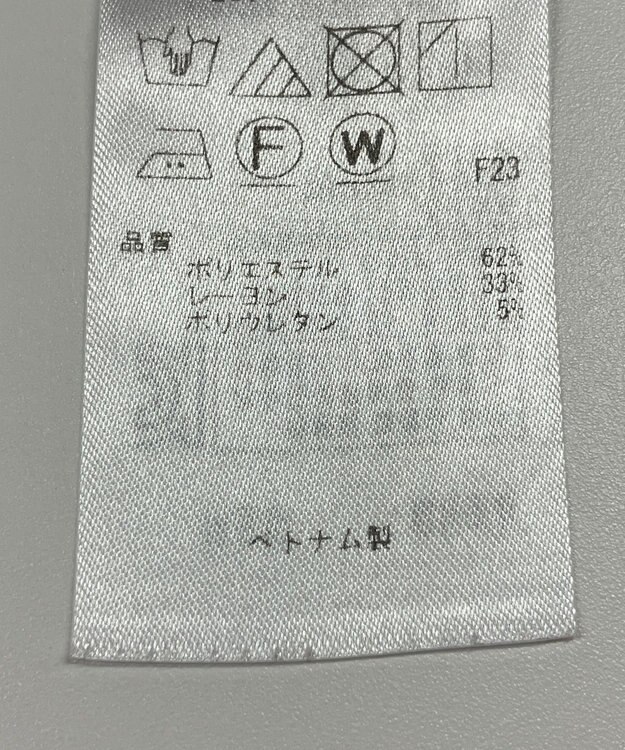 F W F23
品質
ポリエステル 62%
レーヨン 33%
ポリウレタン 5%
ベトナム製